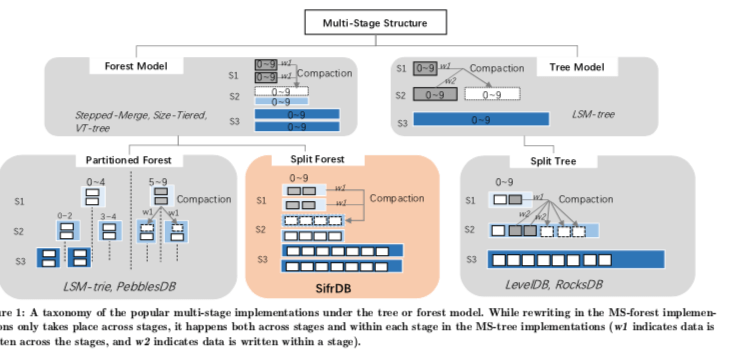 Multi-Stage Structure
Forest Model
0~9 w1
0~9 w1
S1
Compaction
S2
0~9
0~9
S3
0~9
0~9
Stepped-Merge, Size-Tiered,
VT-tree
Tree Model
S1
0~9
w1
Compaction
w2
S2
0~9
0~9
LSM-tree
S3
0~9
Partitioned Forest
0~4
5~9
S1
Compaction
0~2
3~4
w1
w1
S2
S3
LSM-trie, PebblesDB
Split Forest
0~9
w1
S1
Compaction
w1
S2
S3
SifrDB
Split Tree
0~9
S1
w1
Compaction
w2
w2
S2
S3
LevelDB, RocksDB
ure 1: A taxonomy of the popular multi-stage implementations under the tree or forest model. While rewriting in the MS-forest implemen-
ons only takes place across stages, it happens both across stages and within each stage in the MS-tree implementations (w1 indicates data is
ten across the stages, and w2 indicates data is written within a stage).